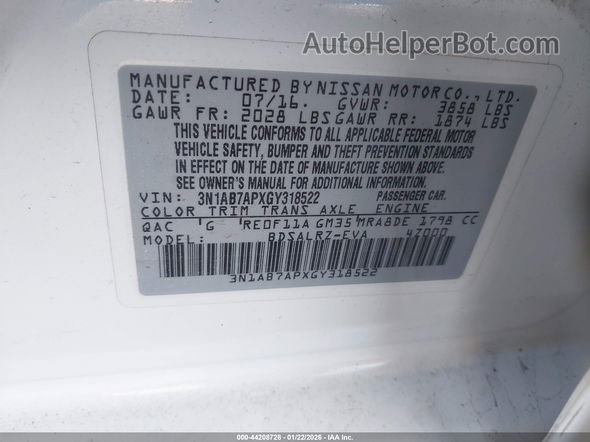 AutoHelperBot.com
MANUFACTURED BY NISSAN MOTOR CO., LTD.
DATE: 07/16. GVWR: 3858 LBS
GAWR FR: 2028 LBS GAWR RR: 1874 LBS
THIS VEHICLE CONFORMS TO ALL APPLICABLE FEDERAL MOTOR
VEHICLE SAFETY, BUMPER AND THEFT PREVENTION STANDARDS
IN EFFECT ON THE DATE OF MANUFACTURE SHOWN ABOVE.
SEE OWNER'S MANUAL FOR ADDITIONAL INFORMATION
VIN: 3N1AB7APXGY318522 PASSENGER CAR.
COLOR TRIM TRANS AXLE ENGINE
QAC G RE0F11A GM35 MRA8DE 1798 CC
MODEL: BDSALRZ-EVA 4Z000
3N1AB7APXGY318522
000-44208728 - 01/22/2026 - IAA Inc.